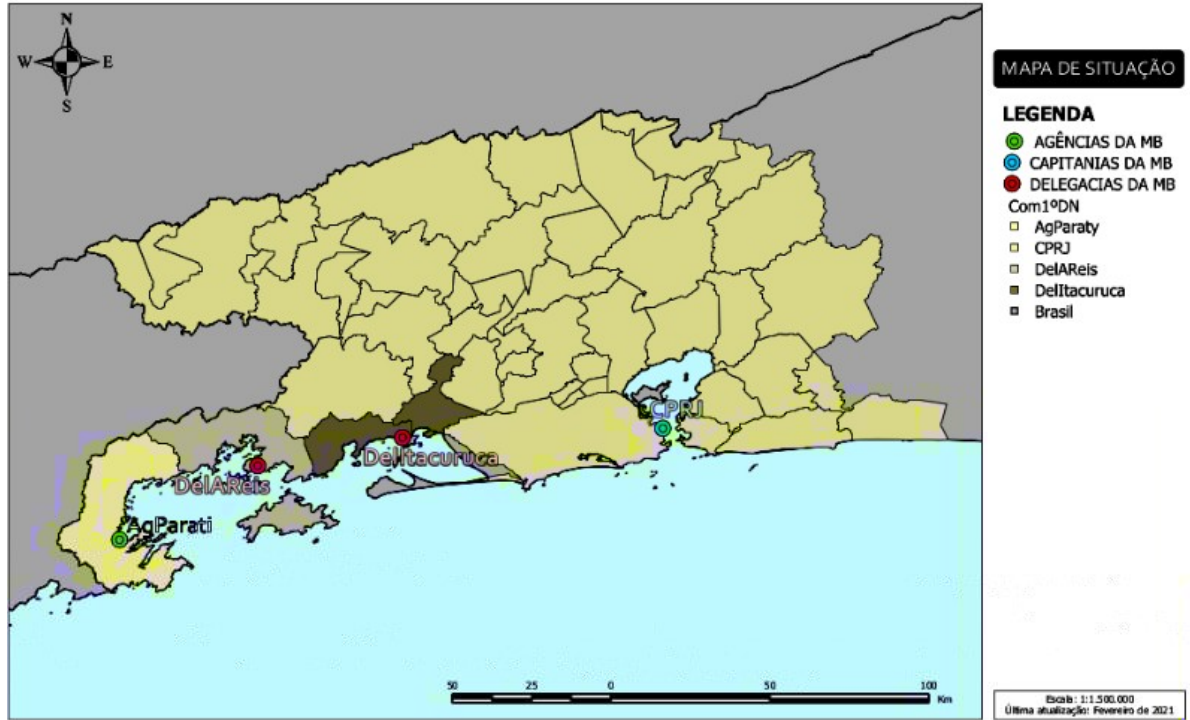 N
W E
S
MAPA DE SITUAÇÃO
LEGENDA
AGÊNCIAS DA MB
CAPITANIAS DA MB
DELEGACIAS DA MB
Com1ºDN
AgParaty
CPRJ
DelAReis
DelItacuruca
Brasil
CPRJ
DelItacuruca
DelAReis
AgParati
50 25 0 50 100
Km
Escala: 1:1.500.000
Última atualização: Fevereiro de 2021